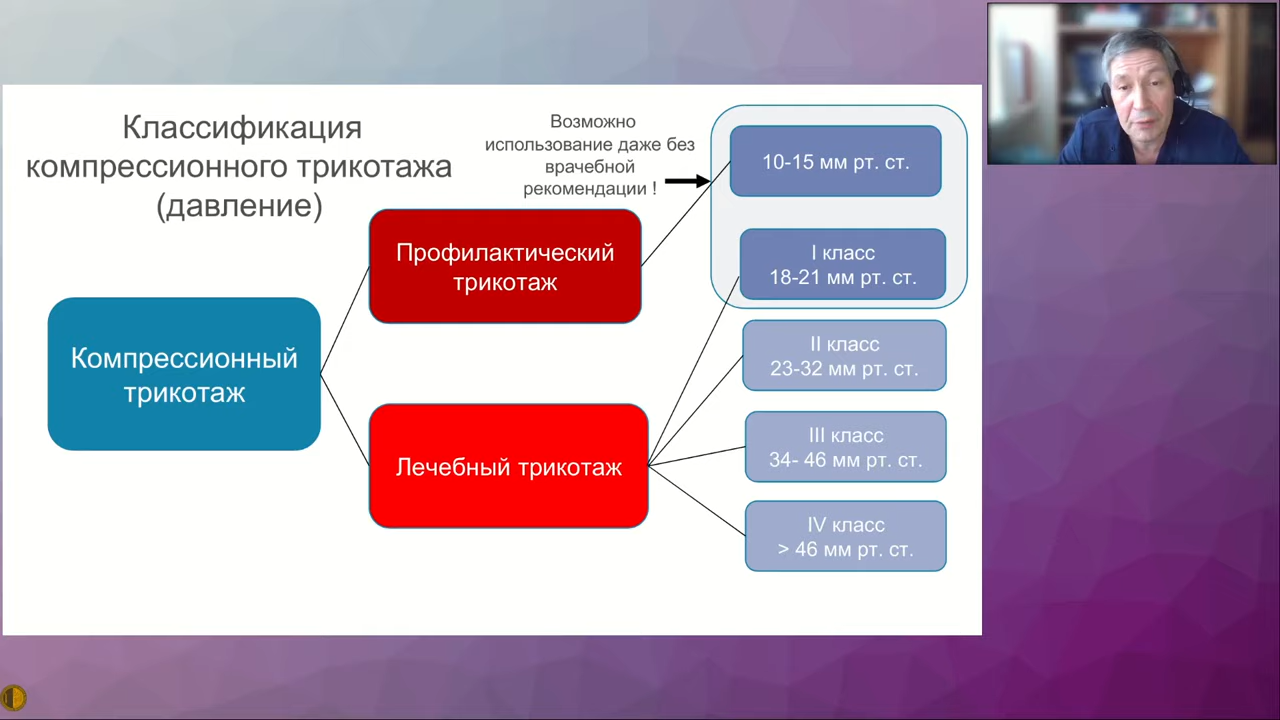 Классификация
компрессионного трикотажа
(давление)
Возможно
использование даже без
врачебной
рекомендации !
Компрессионный
трикотаж
Профилактический
трикотаж
Лечебный трикотаж
10-15 мм рт. ст.
I класс
18-21 мм рт. ст.
II класс
23-32 мм рт. ст.
III класс
34- 46 мм рт. ст.
IV класс
> 46 мм рт. ст.